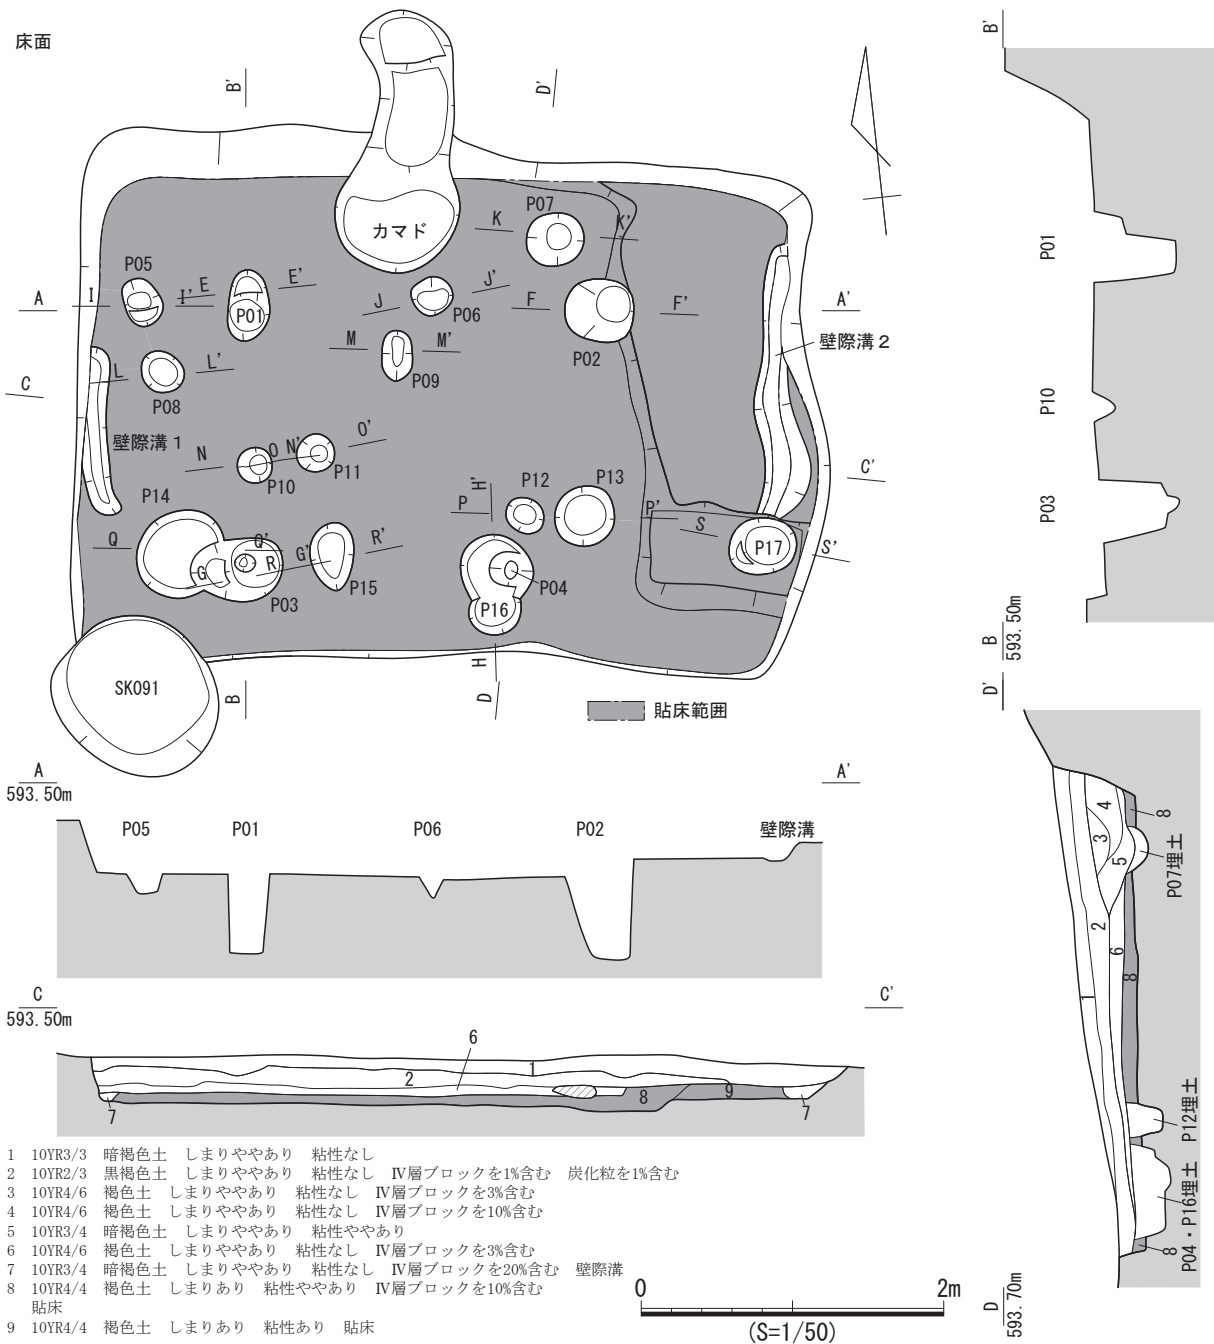 床面
B'
D'
カマド
K
P07
K'
P05
I
E
I'
E'
P01
J
J'
P06
F
F'
P02
A
A'
M
M'
P09
壁際溝2
C
L
L'
P08
壁際溝1
N
O
N'
O'
P10
P11
C'
P14
P
H'
P12
P13
P'
S
S'
P17
Q
Q'
G
R
G'
R'
P03
P15
P04
P16
H
SK091
B
D
貼床範囲
A
593.50m
A'
P05
P01
P06
P02
壁際溝
C
593.50m
C'
6
1
2
8
9
7
7
B'
P01
P10
P03
B
593.50m
D'
4
8
3
5
P07埋土
2
6
8
1
P12埋土
P04・P16埋土
8
D
593.70m
1 10YR3/3 暗褐色土 しまりややあり 粘性なし
2 10YR2/3 黒褐色土 しまりややあり 粘性なし Ⅳ層ブロックを1%含む 炭化粒を1%含む
3 10YR4/6 褐色土 しまりややあり 粘性なし Ⅳ層ブロックを3%含む
4 10YR4/6 褐色土 しまりややあり 粘性なし Ⅳ層ブロックを10%含む
5 10YR3/4 暗褐色土 しまりややあり 粘性ややあり
6 10YR4/6 褐色土 しまりややあり 粘性なし Ⅳ層ブロックを3%含む
7 10YR3/4 暗褐色土 しまりややあり 粘性なし Ⅳ層ブロックを20%含む 壁際溝
8 10YR4/4 褐色土 しまりあり 粘性ややあり Ⅳ層ブロックを10%含む
貼床
9 10YR4/4 褐色土 しまりあり 粘性あり 貼床
0 2m
(S=1/50)